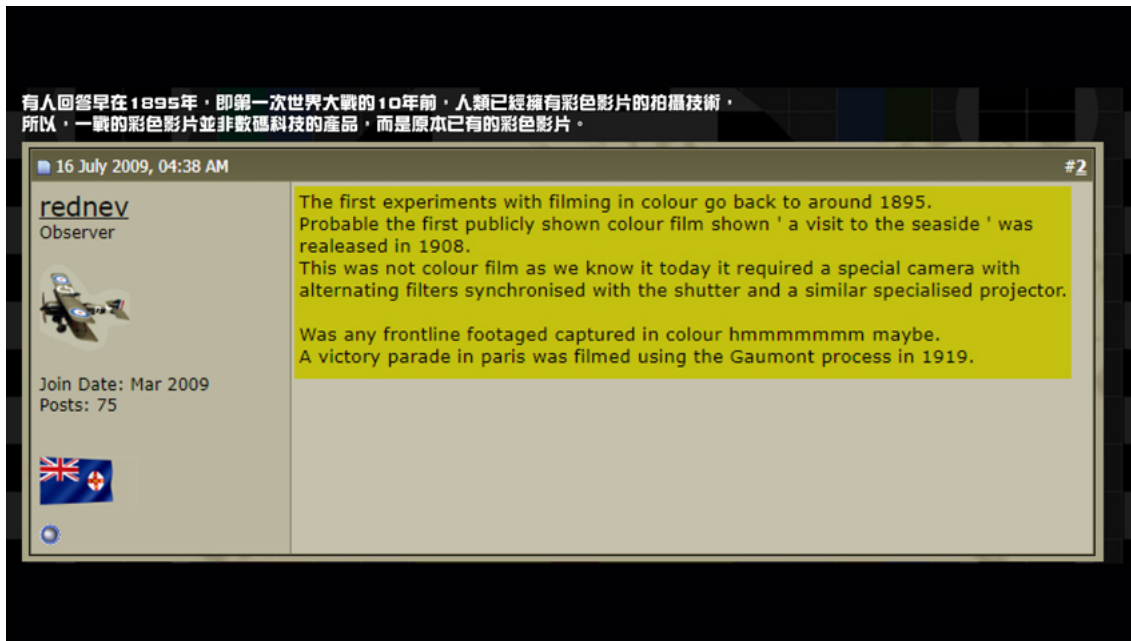 有人回答早在1895年，即第一次世界大戰的10年前，人類已經擁有彩色影片的拍攝技術，
所以，一戰的彩色影片並非數碼科技的產品，而是原本已有的彩色影片。
16 July 2009, 04:38 AM #2
rednev
Observer
The first experiments with filming in colour go back to around 1895.
Probable the first publicly shown colour film shown ' a visit to the seaside ' was
realeased in 1908.
This was not colour film as we know it today it required a special camera with
alternating filters synchronised with the shutter and a similar specialised projector.
Was any frontline footaged captured in colour hmmmmmmm maybe.
A victory parade in paris was filmed using the Gaumont process in 1919.
Join Date: Mar 2009
Posts: 75